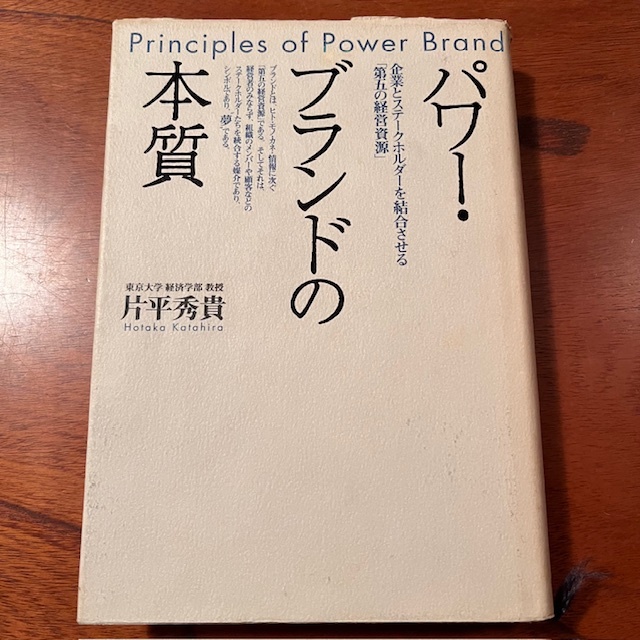 Principles of Power Brand
パワー・
ブランドの
本質
企業とステークホルダーを結合させる
「第五の経営資源」
ブランドとは、ヒト・モノ・カネ・情報に次ぐ
「第五の経営資源」である。そしてそれは、
経営者のみならず、組織のメンバーや顧客などの
ステークホルダーたちを統合する媒介であり、
シンボルであり、「夢」である。
東京大学 経済学部 教授
片平秀貴
Hotaka Katahira